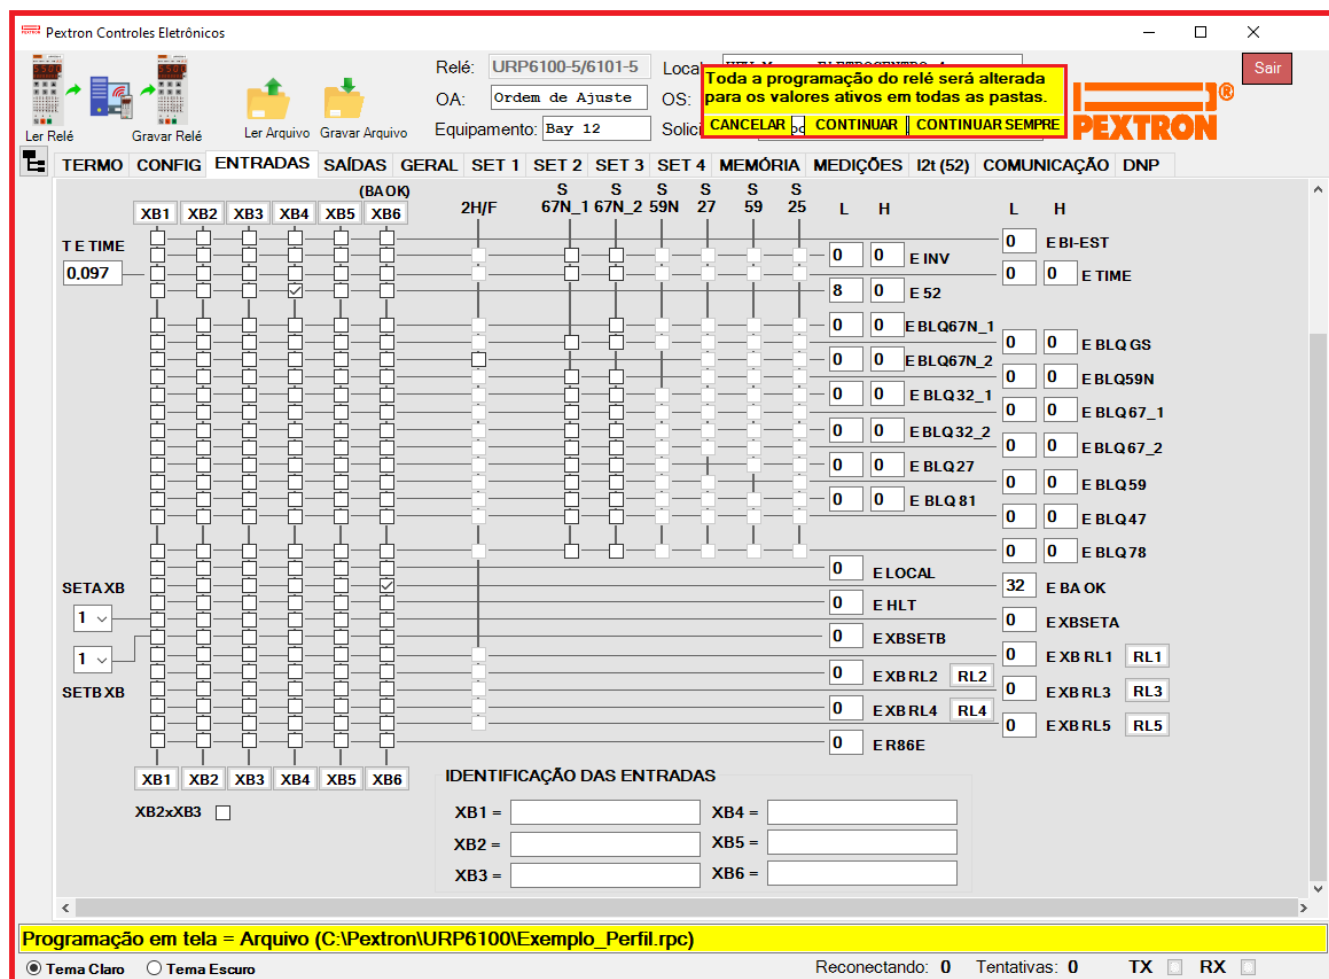 Pextron Controles Eletrônicos
Relé: URP6100-5/6101-5
OA: Ordem de Ajuste OS:
Equipamento: Bay 12
Toda a programação do relé será alterada
para os valores ativos em todas as pastas.
CANCELAR CONTINUAR CONTINUAR SEMPRE
Sair
PEXTRON ®
Ler Relé Gravar Relé Ler Arquivo Gravar Arquivo
TERMO CONFIG ENTRADAS SAÍDAS GERAL SET 1 SET 2 SET 3 SET 4 MEMÓRIA MEDIÇÕES I2t (52) COMUNICAÇÃO DNP
(BA OK) S S S S S S
XB1 XB2 XB3 XB4 XB5 XB6 2H/F 67N_1 67N_2 59N 27 59 25 L H L H
T E TIME
0,097
0 E BI-EST
0 0 E INV
0 0 E TIME
8 0 E 52
0 0 E BLQ67N_1
0 0 E BLQ GS
0 0 E BLQ67N_2
0 0 E BLQ59N
0 0 E BLQ32_1
0 0 E BLQ67_1
0 0 E BLQ32_2
0 0 E BLQ67_2
0 0 E BLQ27
0 0 E BLQ59
0 0 E BLQ81
0 0 E BLQ47
0 0 E BLQ78
0 E LOCAL
SETA XB
1
32 E BA OK
0 E HLT
0 E XBSETA
0 E XBSETB
1
SETB XB
0 E XB RL1 RL1
0 E XB RL2 RL2
0 E XB RL3 RL3
0 E XB RL4 RL4
0 E XB RL5 RL5
0 E R86E
XB1 XB2 XB3 XB4 XB5 XB6
XB2xXB3
IDENTIFICAÇÃO DAS ENTRADAS
XB1 = XB4 =
XB2 = XB5 =
XB3 = XB6 =
Programação em tela = Arquivo (C:\Pextron\URP6100\Exemplo_Perfil.rpc)
Tema Claro Tema Escuro Reconectando: 0 Tentativas: 0 TX RX